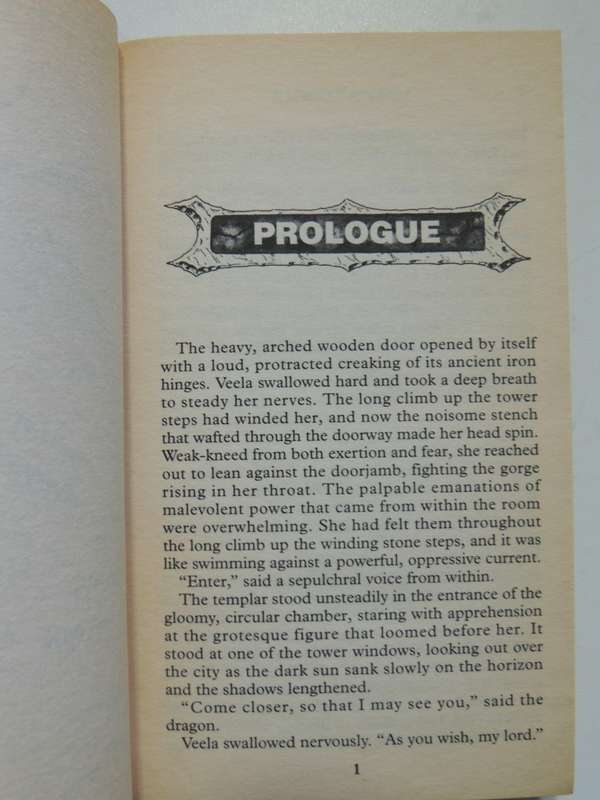 PROLOGUE
The heavy, arched wooden door opened by itself
with a loud, protracted creaking of its ancient iron
hinges. Veela swallowed hard and took a deep breath
to steady her nerves. The long climb up the tower
steps had winded her, and now the noisome stench
that wafted through the doorway made her head spin.
Weak-kneed from both exertion and fear, she reached
out to lean against the doorjamb, fighting the gorge
rising in her throat. The palpable emanations of
malevolent power that came from within the room
were overwhelming. She had felt them throughout
the long climb up the winding stone steps, and it was
like swimming against a powerful, oppressive current.
“Enter,” said a sepulchral voice from within.
The templar stood unsteadily in the entrance of the
gloomy, circular chamber, staring with apprehension
at the grotesque figure that loomed before her. It
stood at one of the tower windows, looking out over
the city as the dark sun sank slowly on the horizon
and the shadows lengthened.
“Come closer, so that I may see you,” said the
dragon.
Veela swallowed nervously. “As you wish, my lord.”
1